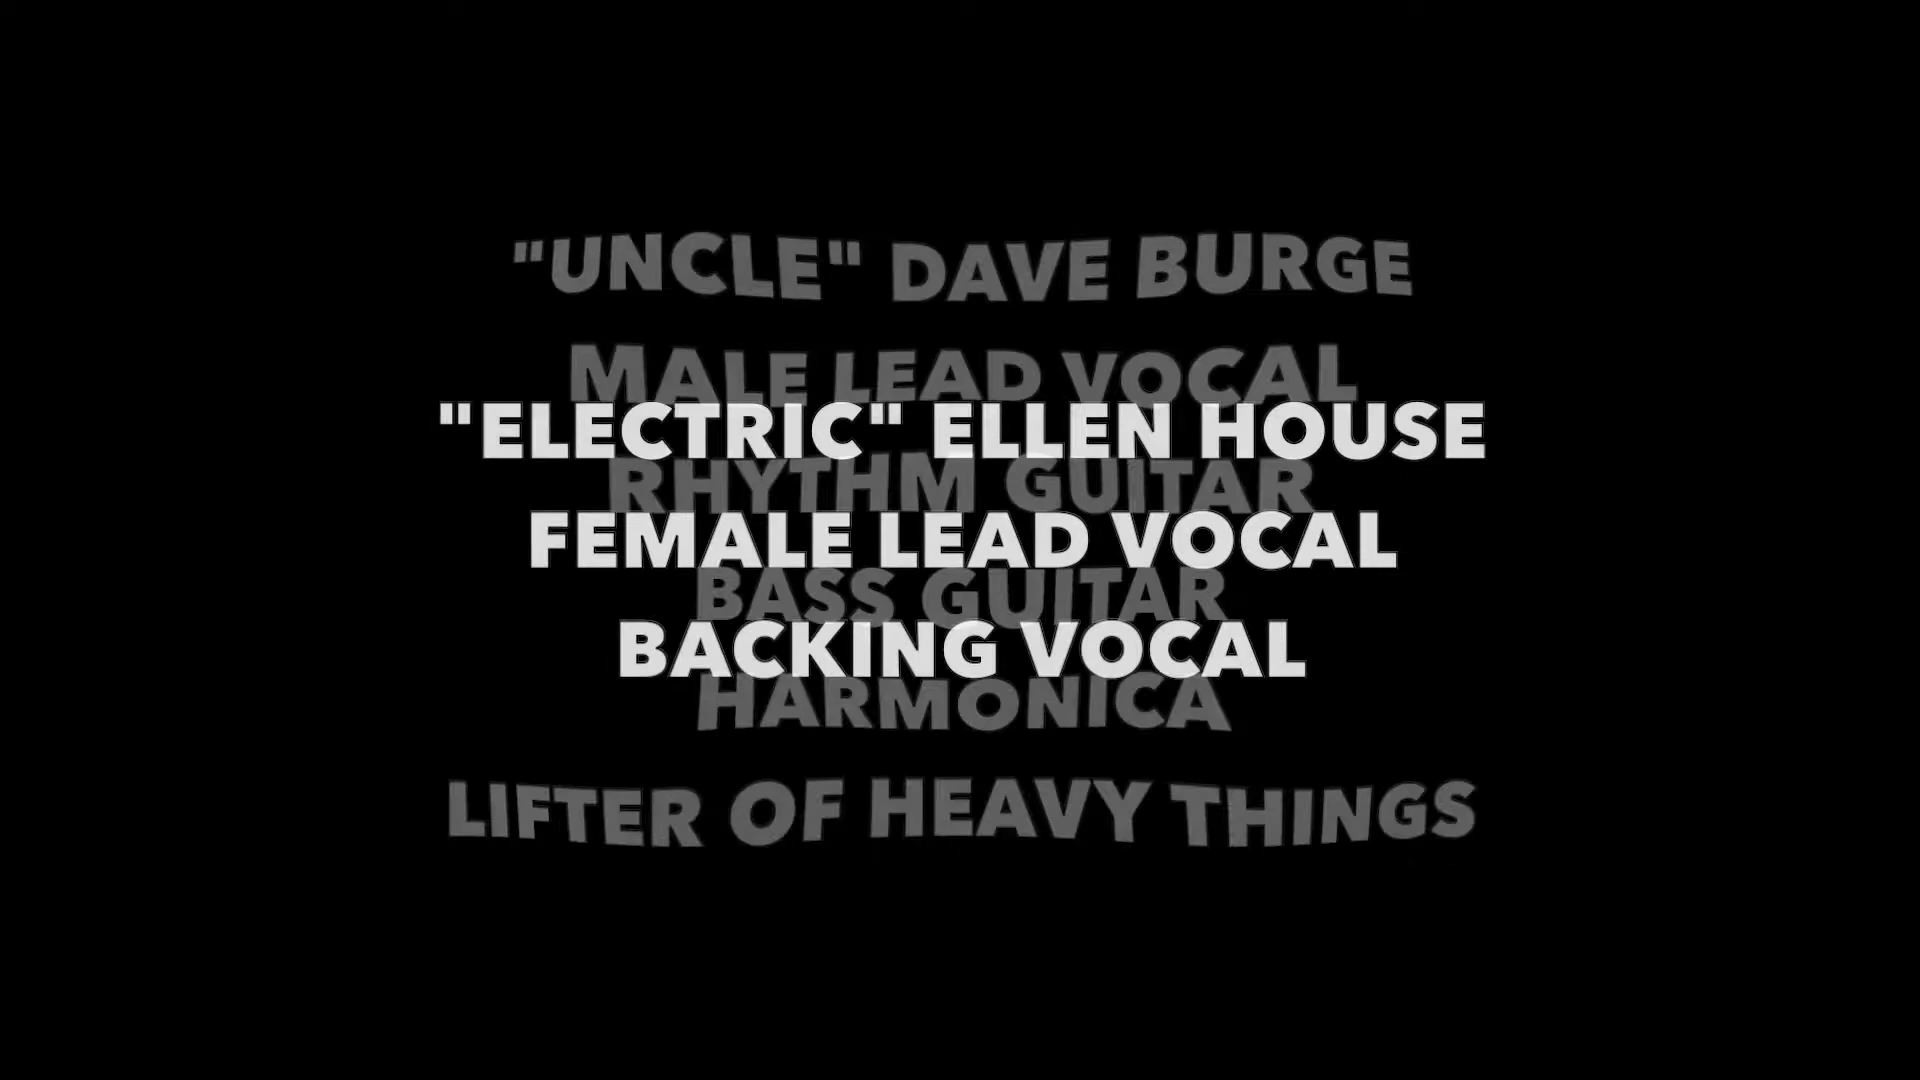 "UNCLE" DAVE BURGE
MALE LEAD VOCAL
"ELECTRIC" ELLEN HOUSE
RHYTHM GUITAR
FEMALE LEAD VOCAL
BASS GUITAR
BACKING VOCAL
HARMONICA
LIFTER OF HEAVY THINGS